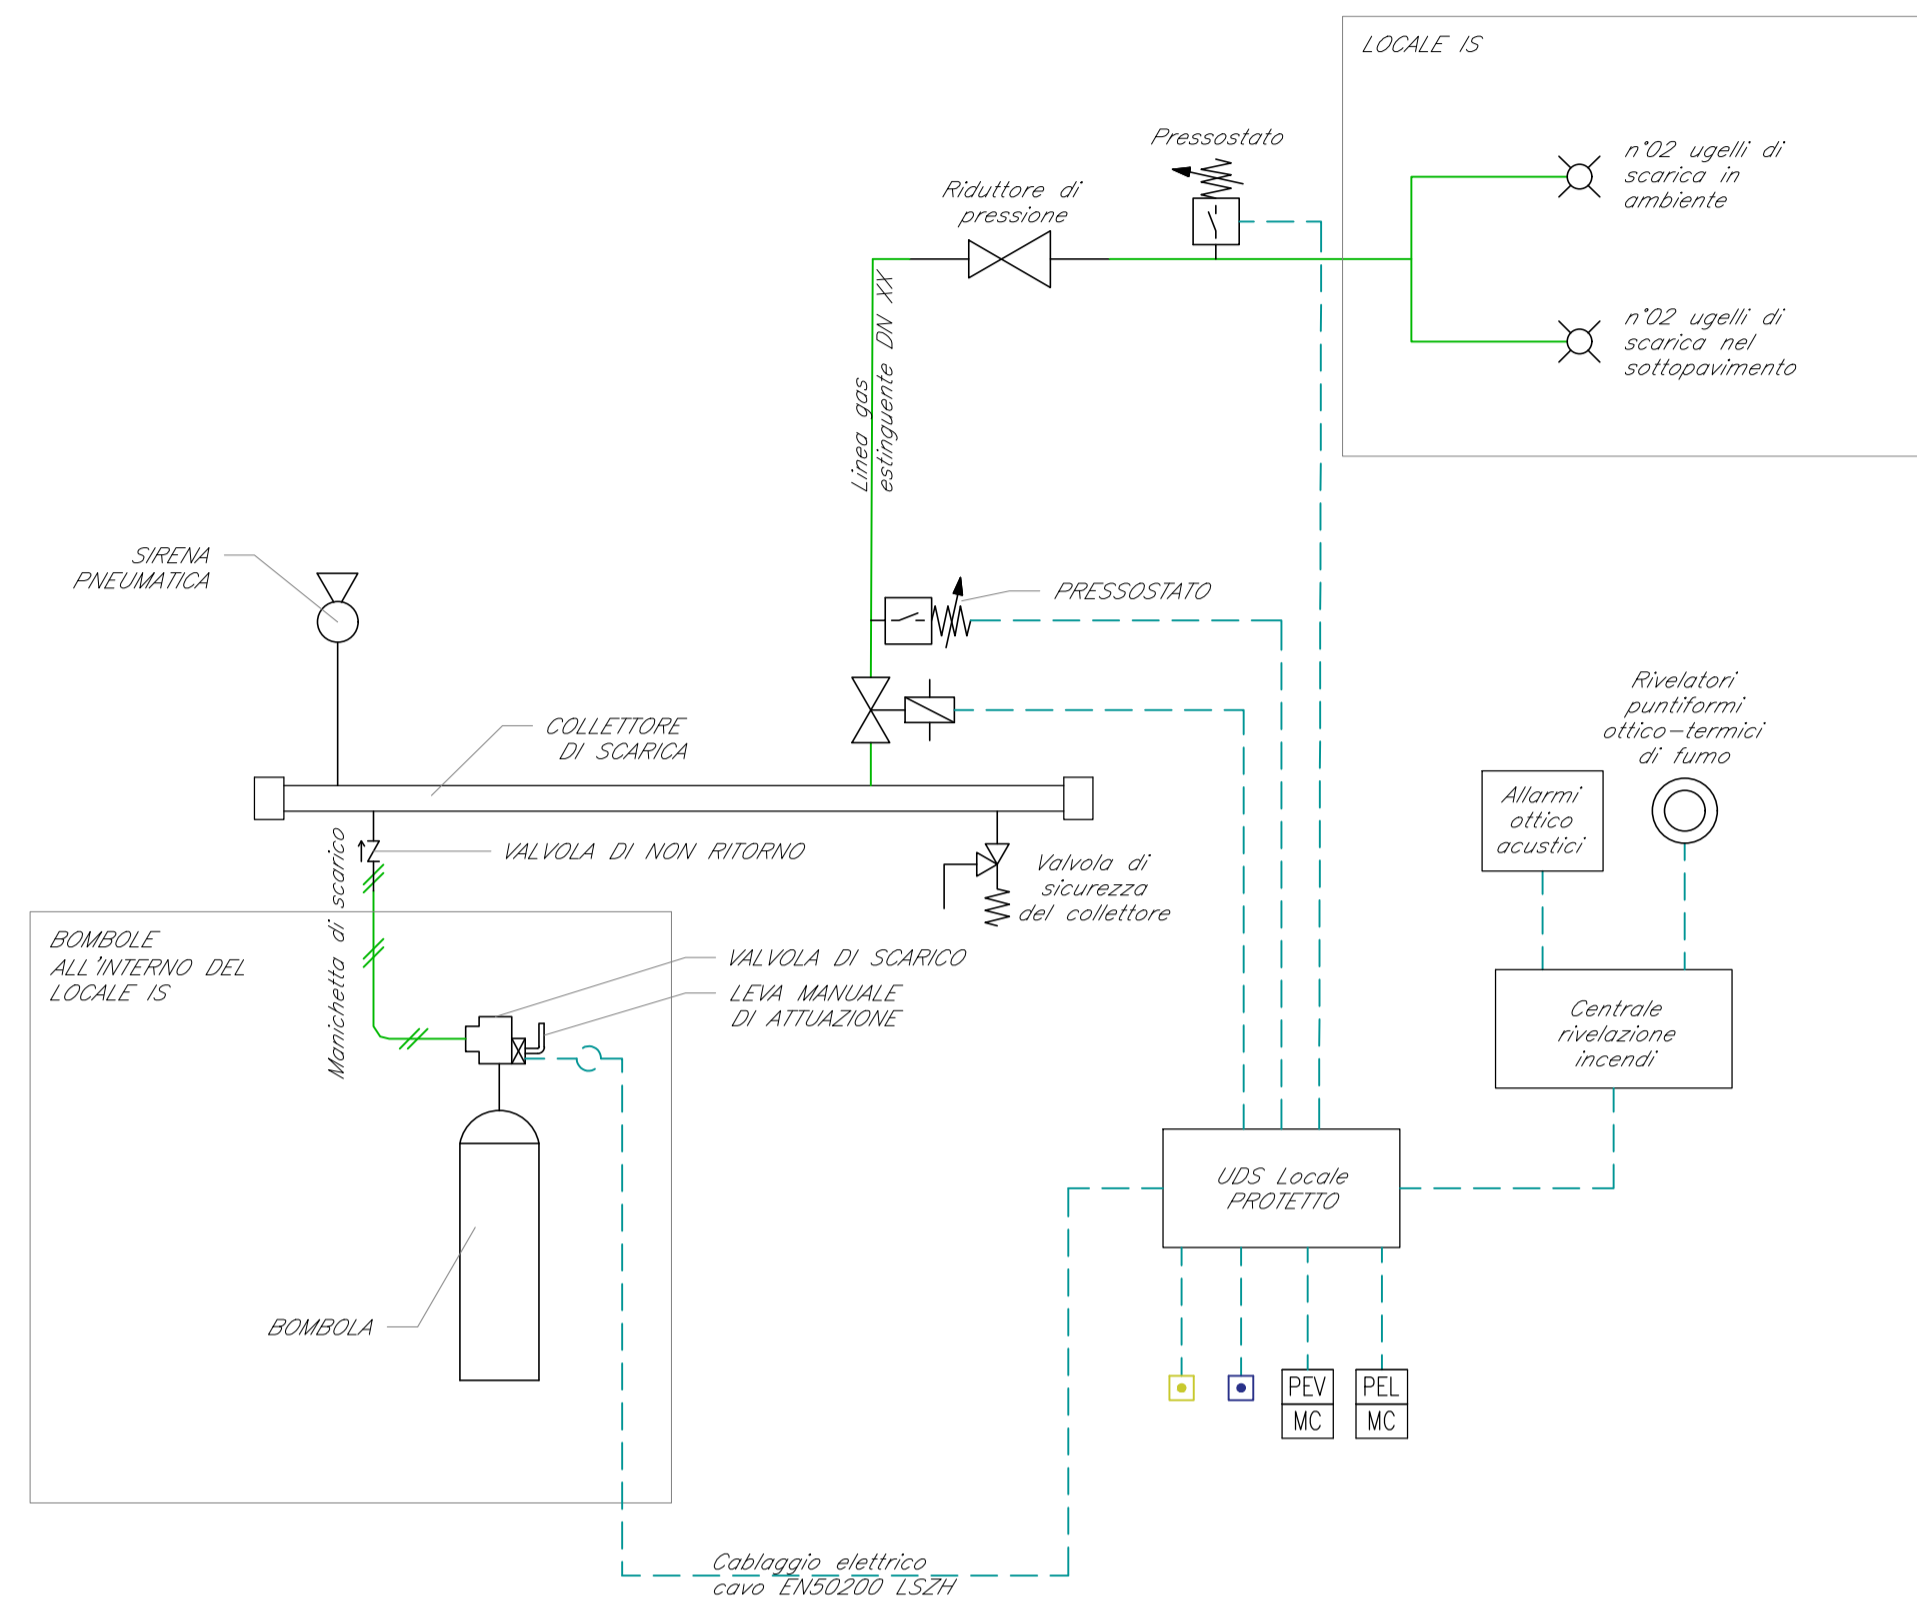 LOCALE IS
Pressostato
Riduttore di
pressione
n°02 ugelli di
scarica in
ambiente
n°02 ugelli di
scarica nel
sottopavimento
Linea gas
estinguente DN XX
SIRENA
PNEUMATICA
PRESSOSTATO
COLLETTORE
DI SCARICA
Rivelatori
puntiformi
ottico-termici
di fumo
Allarmi
ottico
acustici
VALVOLA DI NON RITORNO
Valvola di
sicurezza
del collettore
Manichetta di scarico
BOMBOLE
ALL'INTERNO DEL
LOCALE IS
VALVOLA DI SCARICO
LEVA MANUALE
DI ATTUAZIONE
Centrale
rivelazione
incendi
UDS Locale
PROTETTO
BOMBOLA
PEV
MC
PEL
MC
Cablaggio elettrico
cavo EN50200 LSZH